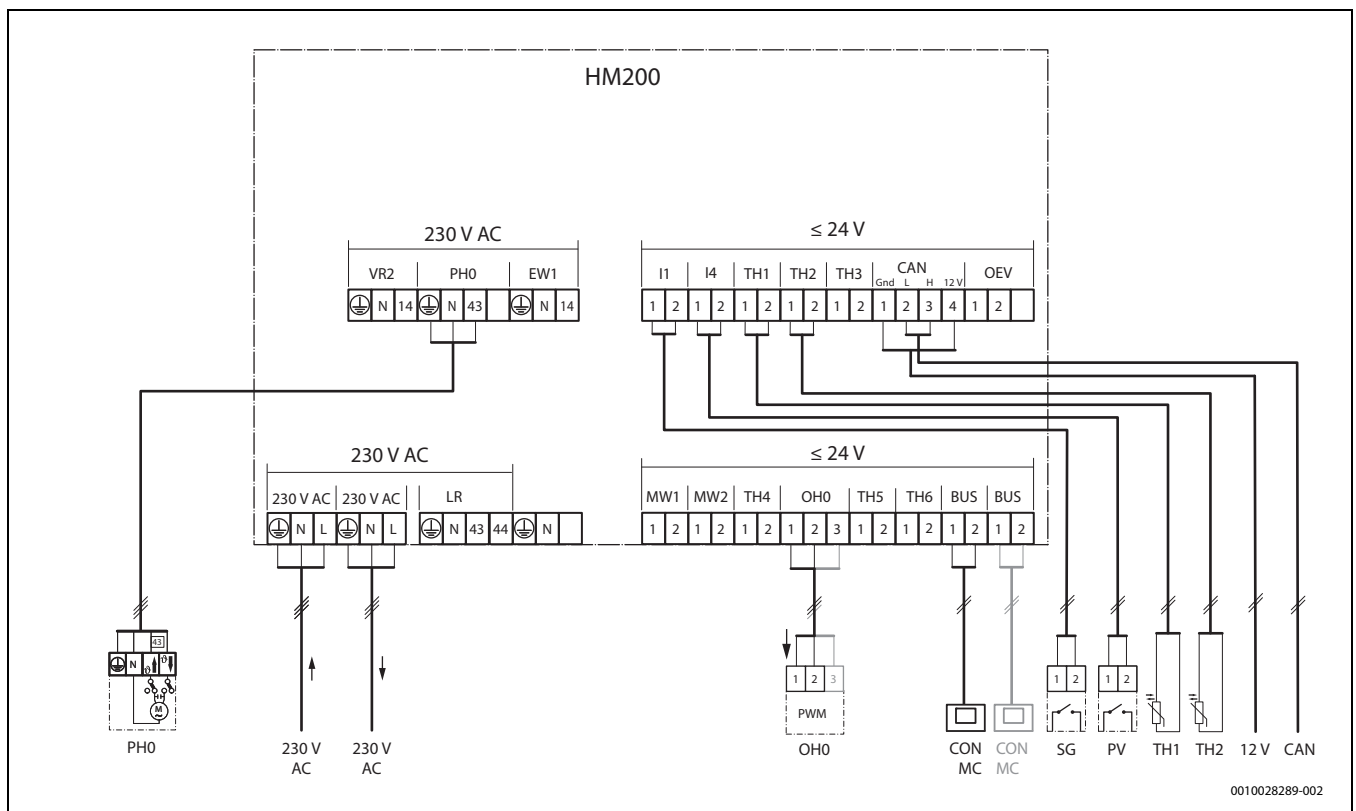 HM200
230 V AC
≤ 24 V
VR2 PH0 EW1
I1 I4 TH1 TH2 TH3 CAN OEV
Gnd L H 12 V
N 14 N 43 N 14
1 2 1 2 1 2 1 2 1 2 1 2 3 4 1 2
230 V AC
≤ 24 V
230 V AC 230 V AC LR
MW1 MW2 TH4 OH0 TH5 TH6 BUS BUS
N L N L N 43 44 N
1 2 1 2 1 2 1 2 3 1 2 1 2 1 2 1 2
43
N ϑ ϑ
M
~
1 2 3
PWM
1 2
1 2
PH0
230 V
AC
230 V
AC
OH0
CON
MC
CON
MC
SG
PV
TH1
TH2
12 V
CAN
0010028289-002